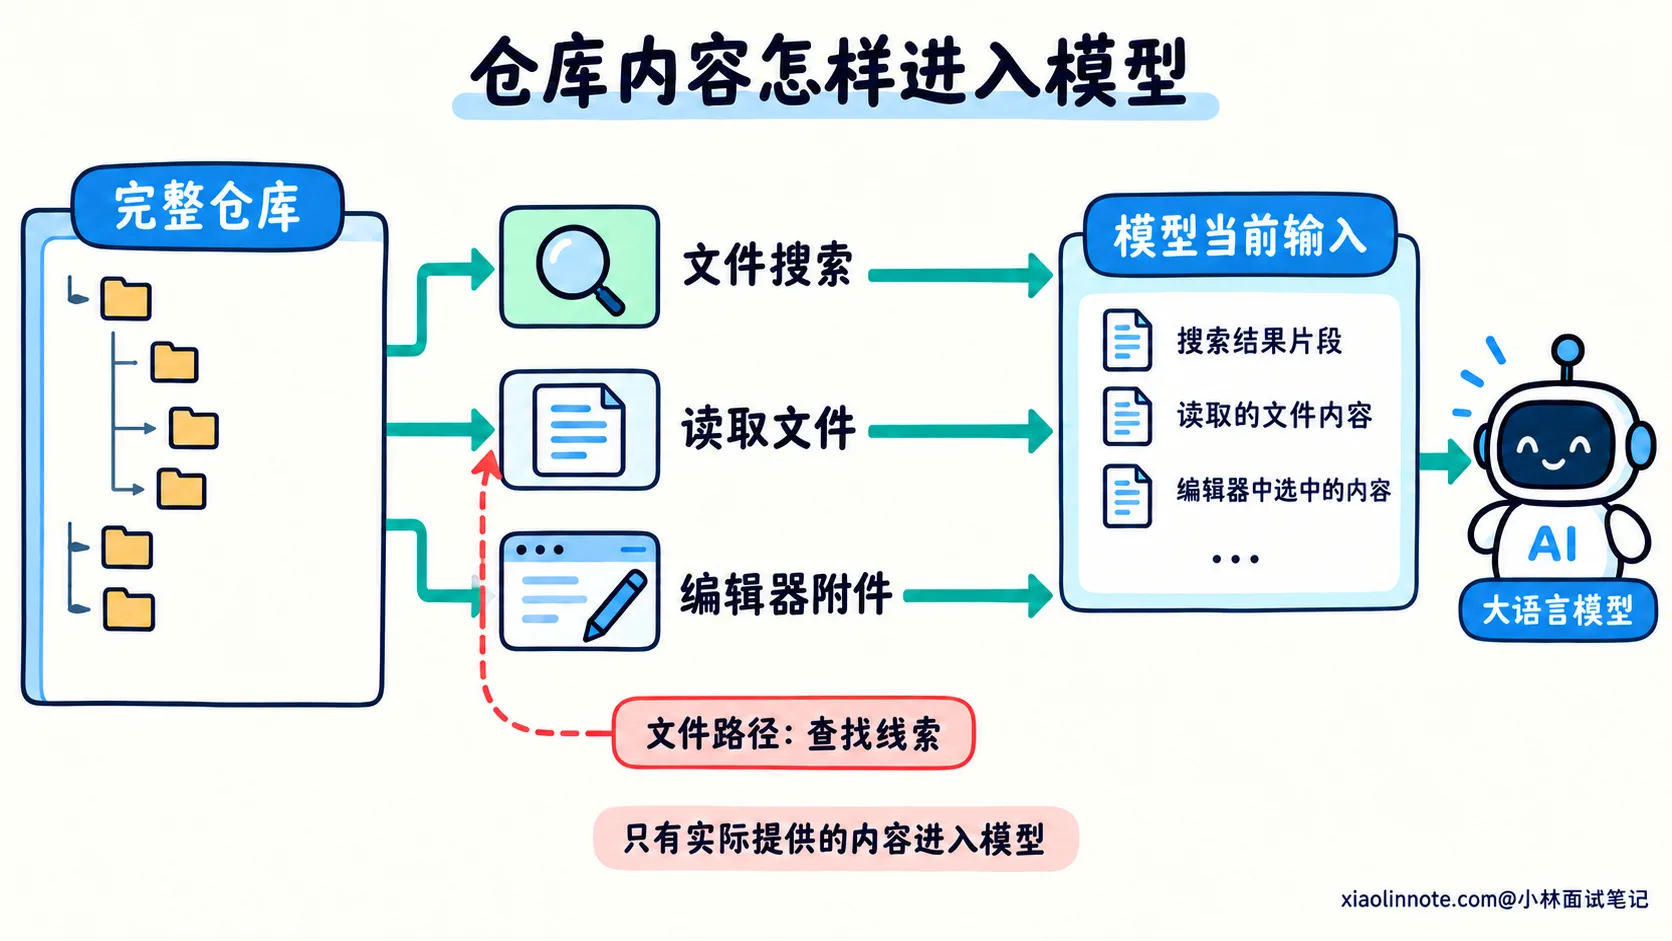 仓库内容怎样进入模型
完整仓库
文件搜索
读取文件
编辑器附件
模型当前输入
搜索结果片段
读取的文件内容
编辑器中选中的内容
...
AI
大语言模型
文件路径：查找线索
只有实际提供的内容进入模型
xiaolinnote.com@小林面试笔记